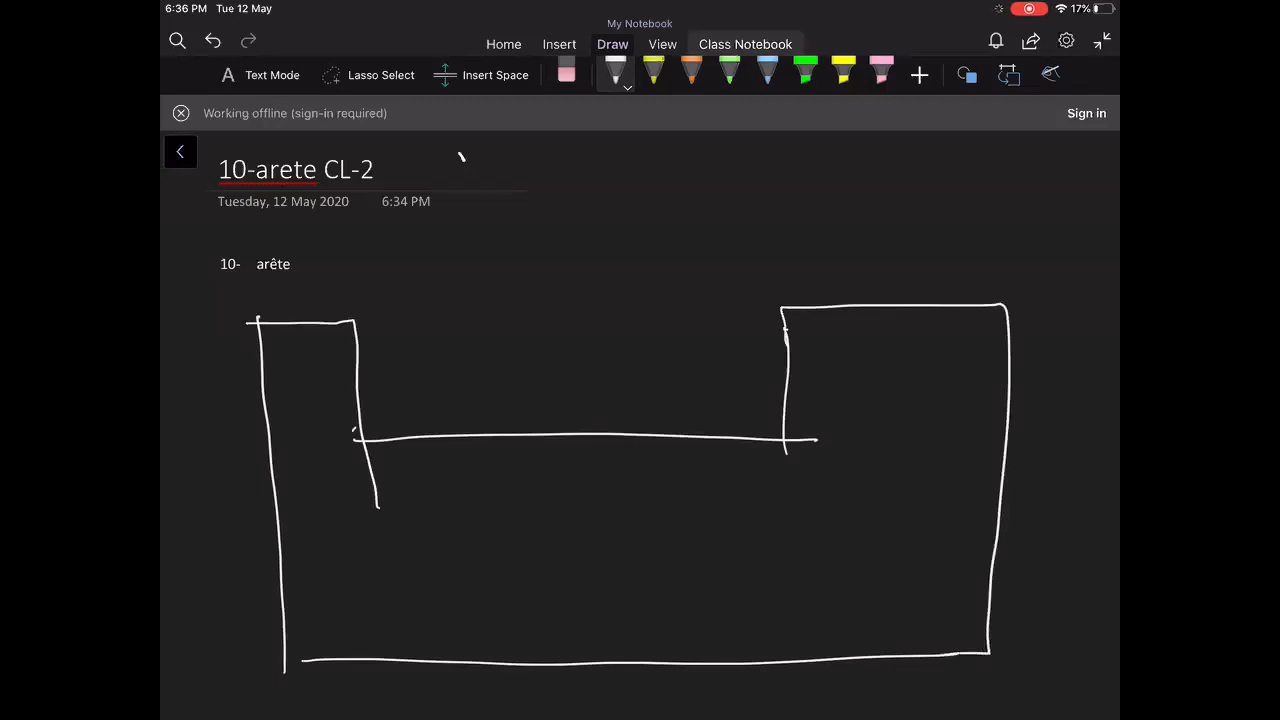 6:36 PM Tue 12 May
17%
My Notebook
Home Insert Draw View Class Notebook
A Text Mode Lasso Select Insert Space
Working offline (sign-in required) Sign in
10-arete CL-2
Tuesday, 12 May 2020 6:34 PM
10- arête